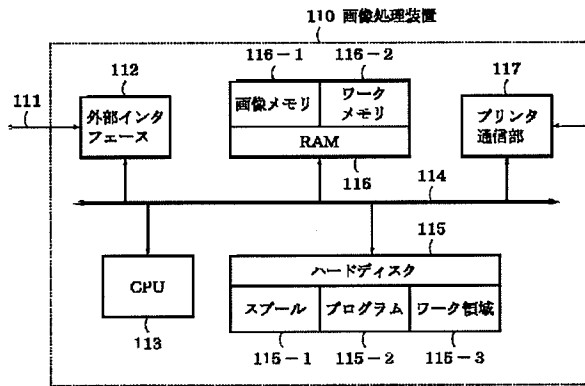 110 画像処理装置
116-1 116-2
112
117
111
外部インタ
フェース
画像メモリ
ワーク
メモリ
RAM
プリンタ
通信部
116
114
115
CPU
113
ハードディスク
スプール プログラム ワーク領域
115-1 115-2 115-3